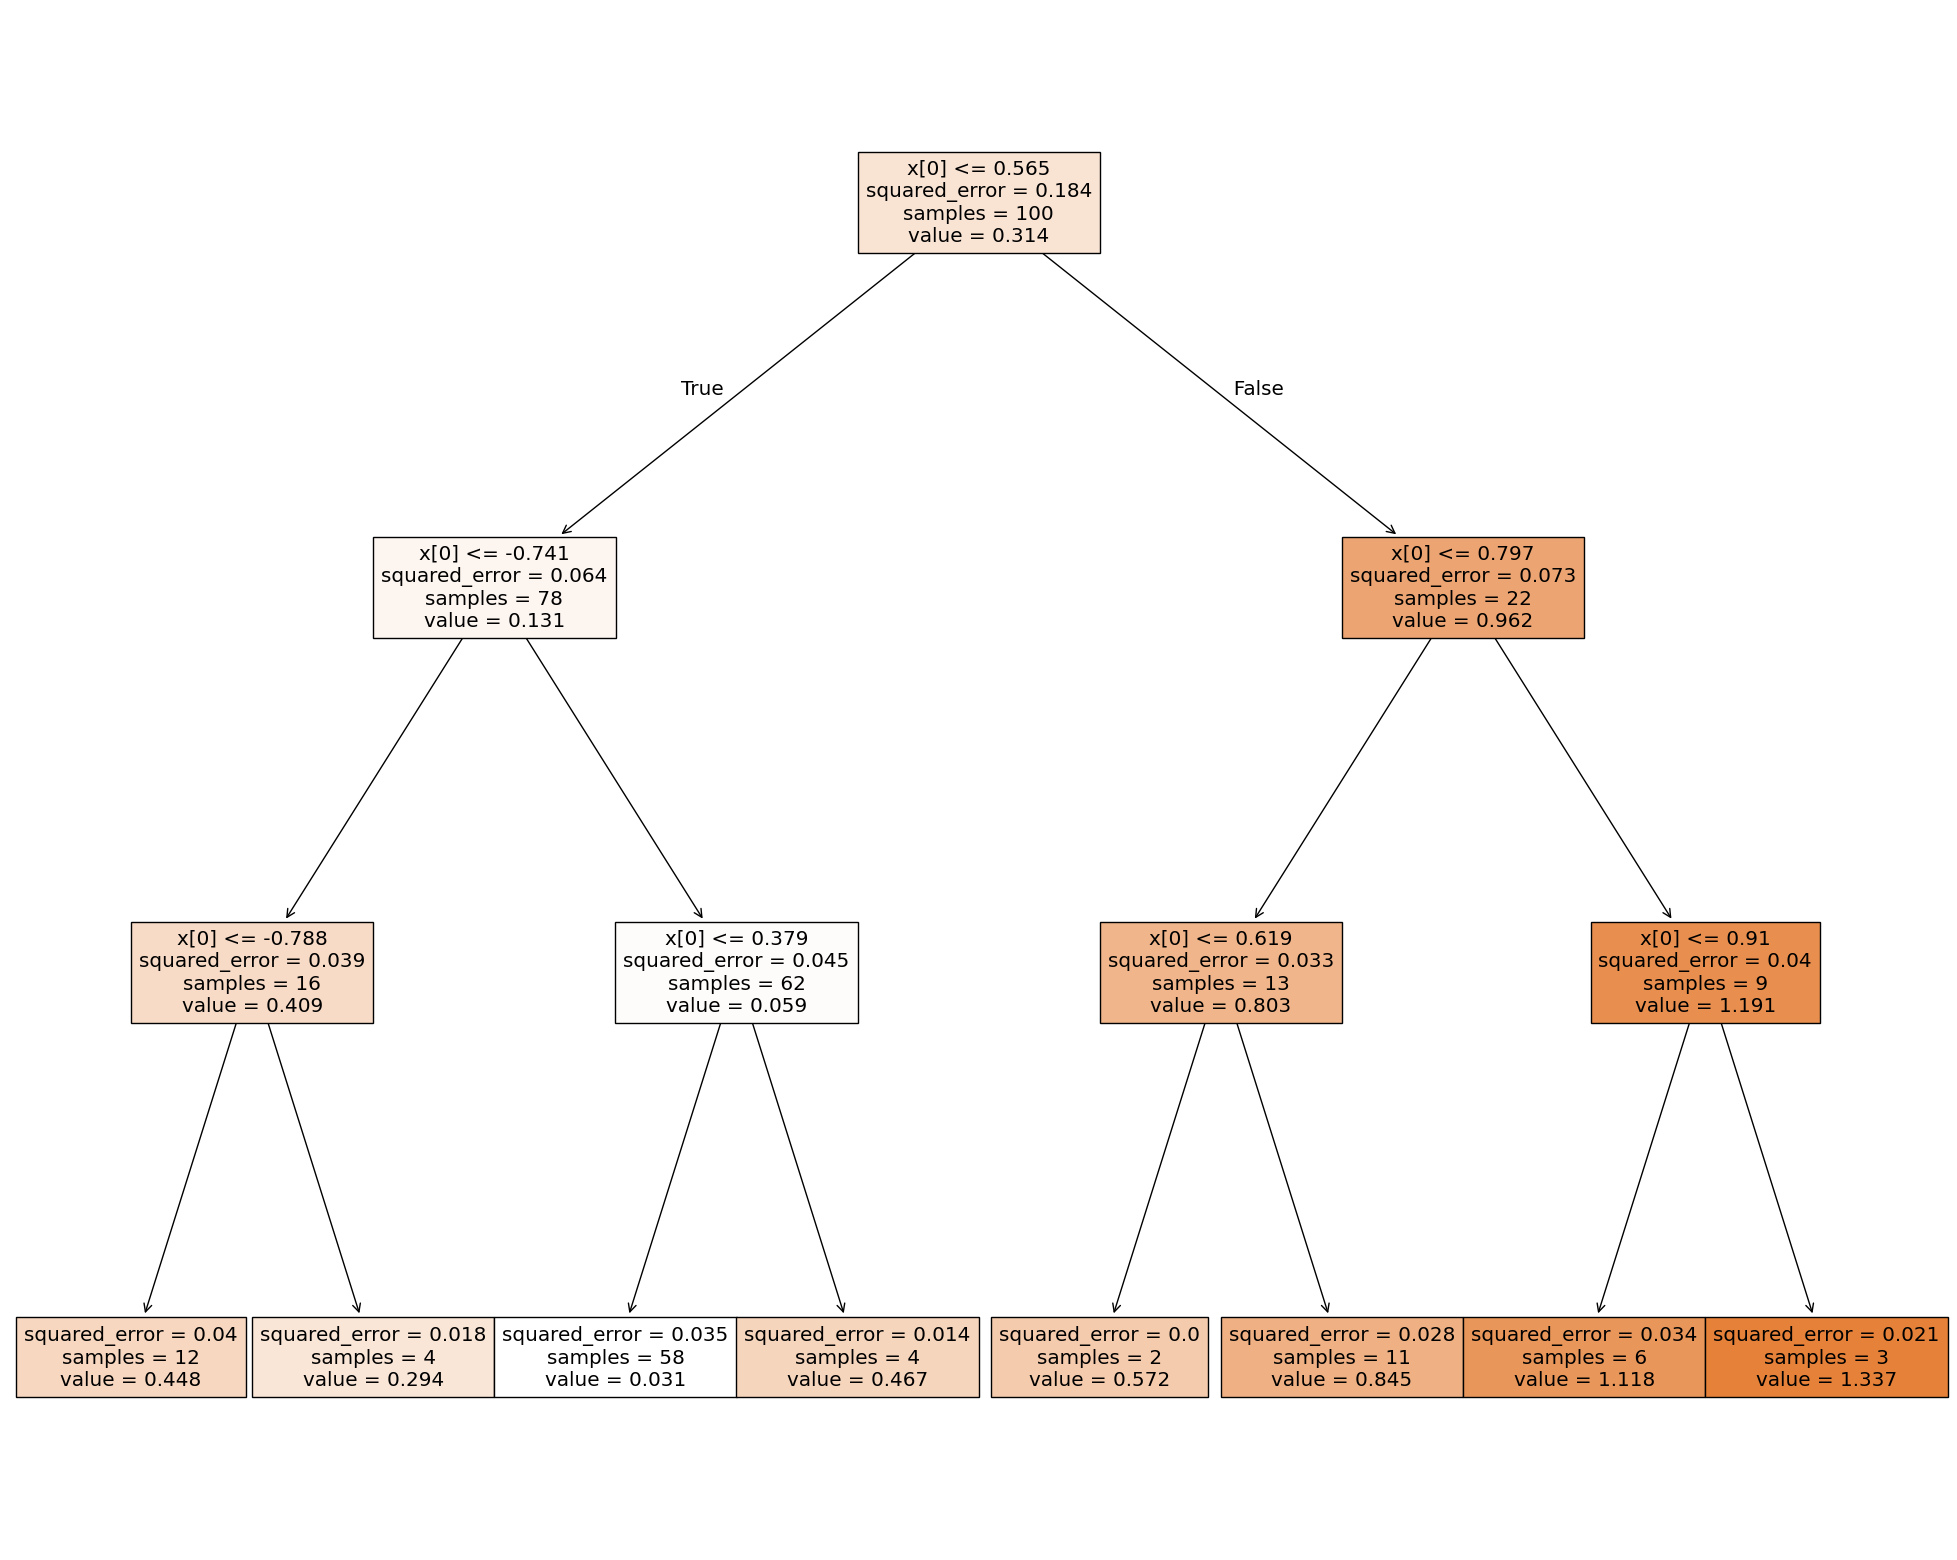 x[0] <= 0.565
squared_error = 0.184
samples = 100
value = 0.314
True
False
x[0] <= -0.741
squared_error = 0.064
samples = 78
value = 0.131
x[0] <= 0.797
squared_error = 0.073
samples = 22
value = 0.962
x[0] <= -0.788
squared_error = 0.039
samples = 16
value = 0.409
x[0] <= 0.379
squared_error = 0.045
samples = 62
value = 0.059
x[0] <= 0.619
squared_error = 0.033
samples = 13
value = 0.803
x[0] <= 0.91
squared_error = 0.04
samples = 9
value = 1.191
squared_error = 0.04
samples = 12
value = 0.448
squared_error = 0.018
samples = 4
value = 0.294
squared_error = 0.035
samples = 58
value = 0.031
squared_error = 0.014
samples = 4
value = 0.467
squared_error = 0.0
samples = 2
value = 0.572
squared_error = 0.028
samples = 11
value = 0.845
squared_error = 0.034
samples = 6
value = 1.118
squared_error = 0.021
samples = 3
value = 1.337